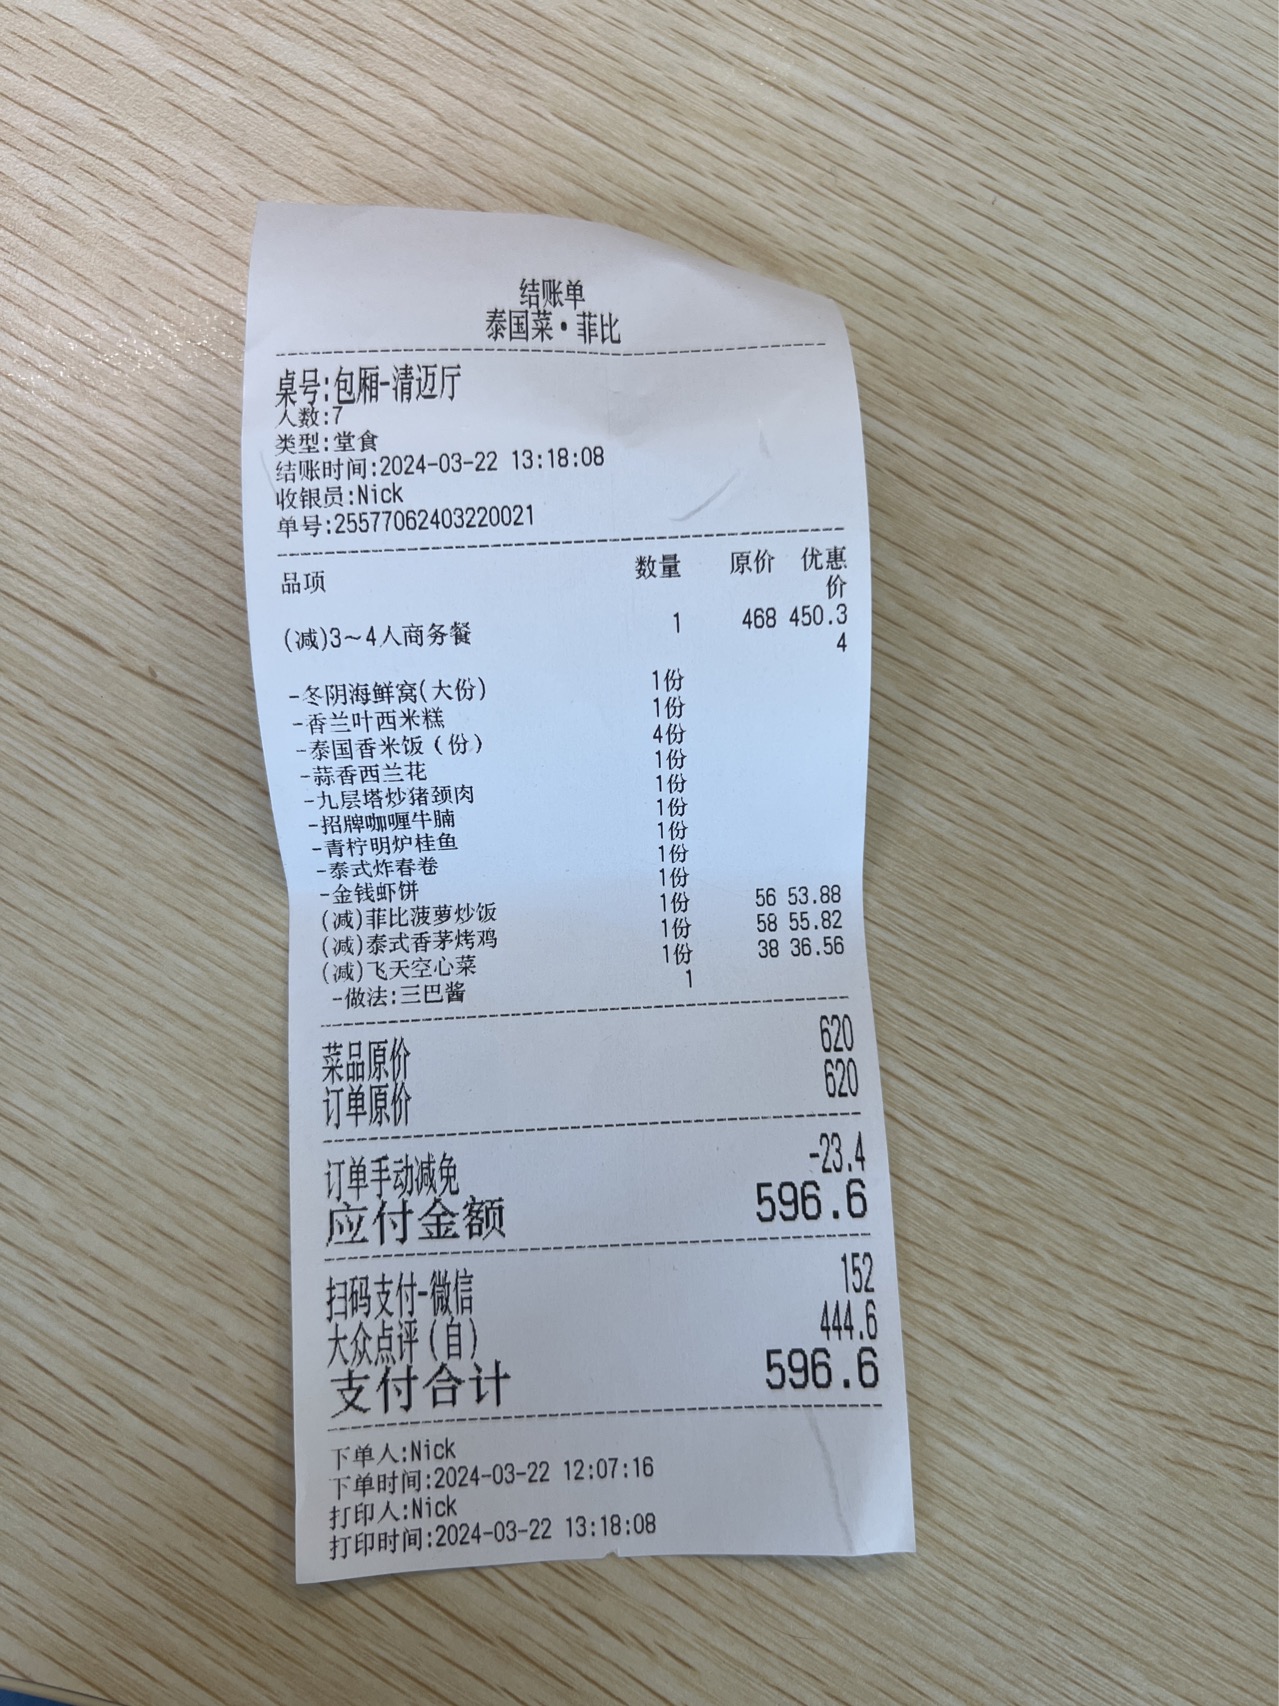 结账单
泰国菜·菲比
桌号:包厢-清迈厅
人数:7
类型:堂食
结账时间:2024-03-22 13:18:08
收银员:Nick
单号:25577062403220021
品项 数量 原价 优惠
价
(减)3~4人商务餐 1 468 450.3
4
-冬阴海鲜窝(大份) 1份
-香兰叶西米糕 1份
-泰国香米饭（份） 4份
-蒜香西兰花 1份
-九层塔炒猪颈肉 1份
-招牌咖喱牛腩 1份
-青柠明炉桂鱼 1份
-泰式炸春卷 1份
-金钱虾饼 1份
(减)菲比菠萝炒饭 1份 56 53.88
(减)泰式香茅烤鸡 1份 58 55.82
(减)飞天空心菜 1份 38 36.56
-做法:三巴酱 1
菜品原价 620
订单原价 620
订单手动减免 -23.4
应付金额 596.6
扫码支付-微信 152
大众点评（自） 444.6
支付合计 596.6
下单人:Nick
下单时间:2024-03-22 12:07:16
打印人:Nick
打印时间:2024-03-22 13:18:08